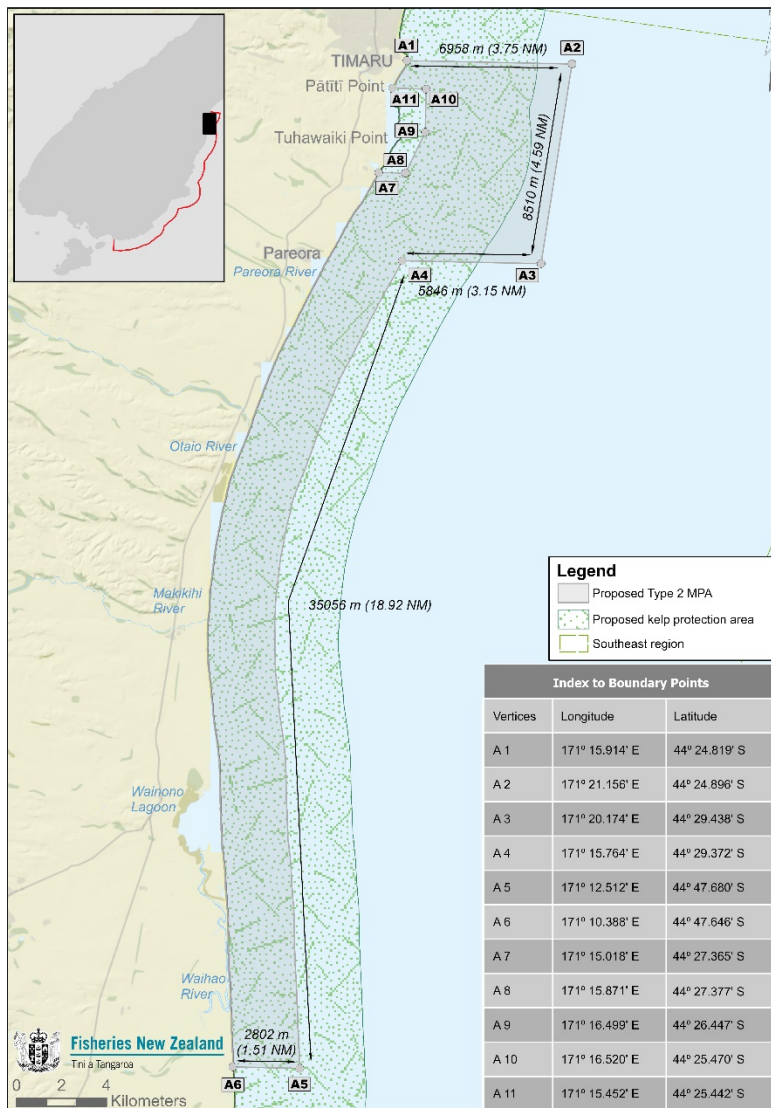 A1
6958 m (3.75 NM)
A2
TIMARU
Pātītī Point
A11
A10
Tuhawaiki Point
A9
A8
A7
8510 m (4.59 NM)
Pareora
Pareora River
A4
A3
5846 m (3.15 NM)
Otaio River
Makikihi
River
35056 m (18.92 NM)
Legend
Proposed Type 2 MPA
Proposed kelp protection area
Southeast region
Index to Boundary Points
Vertices Longitude Latitude
A 1 171º 15.914' E 44º 24.819' S
A 2 171º 21.156' E 44º 24.896' S
A 3 171º 20.174' E 44º 29.438' S
A 4 171º 15.764' E 44º 29.372' S
A 5 171º 12.512' E 44º 47.680' S
A 6 171º 10.388' E 44º 47.646' S
A 7 171º 15.018' E 44º 27.365' S
A 8 171º 15.871' E 44º 27.377' S
A 9 171º 16.499' E 44º 26.447' S
A 10 171º 16.520' E 44º 25.470' S
A 11 171º 15.452' E 44º 25.442' S
Wainono
Lagoon
Waihao
River
2802 m
(1.51 NM)
Fisheries New Zealand
Tini a Tangaroa
A6
A5
0 2 4
Kilometers